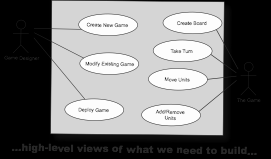 Create New Game
Create Board
Take Turn
Modify Existing Game
Game Designer
Move Units
The Game
Deploy Game
Add/Remove
Units
...high-level views of what we need to build...